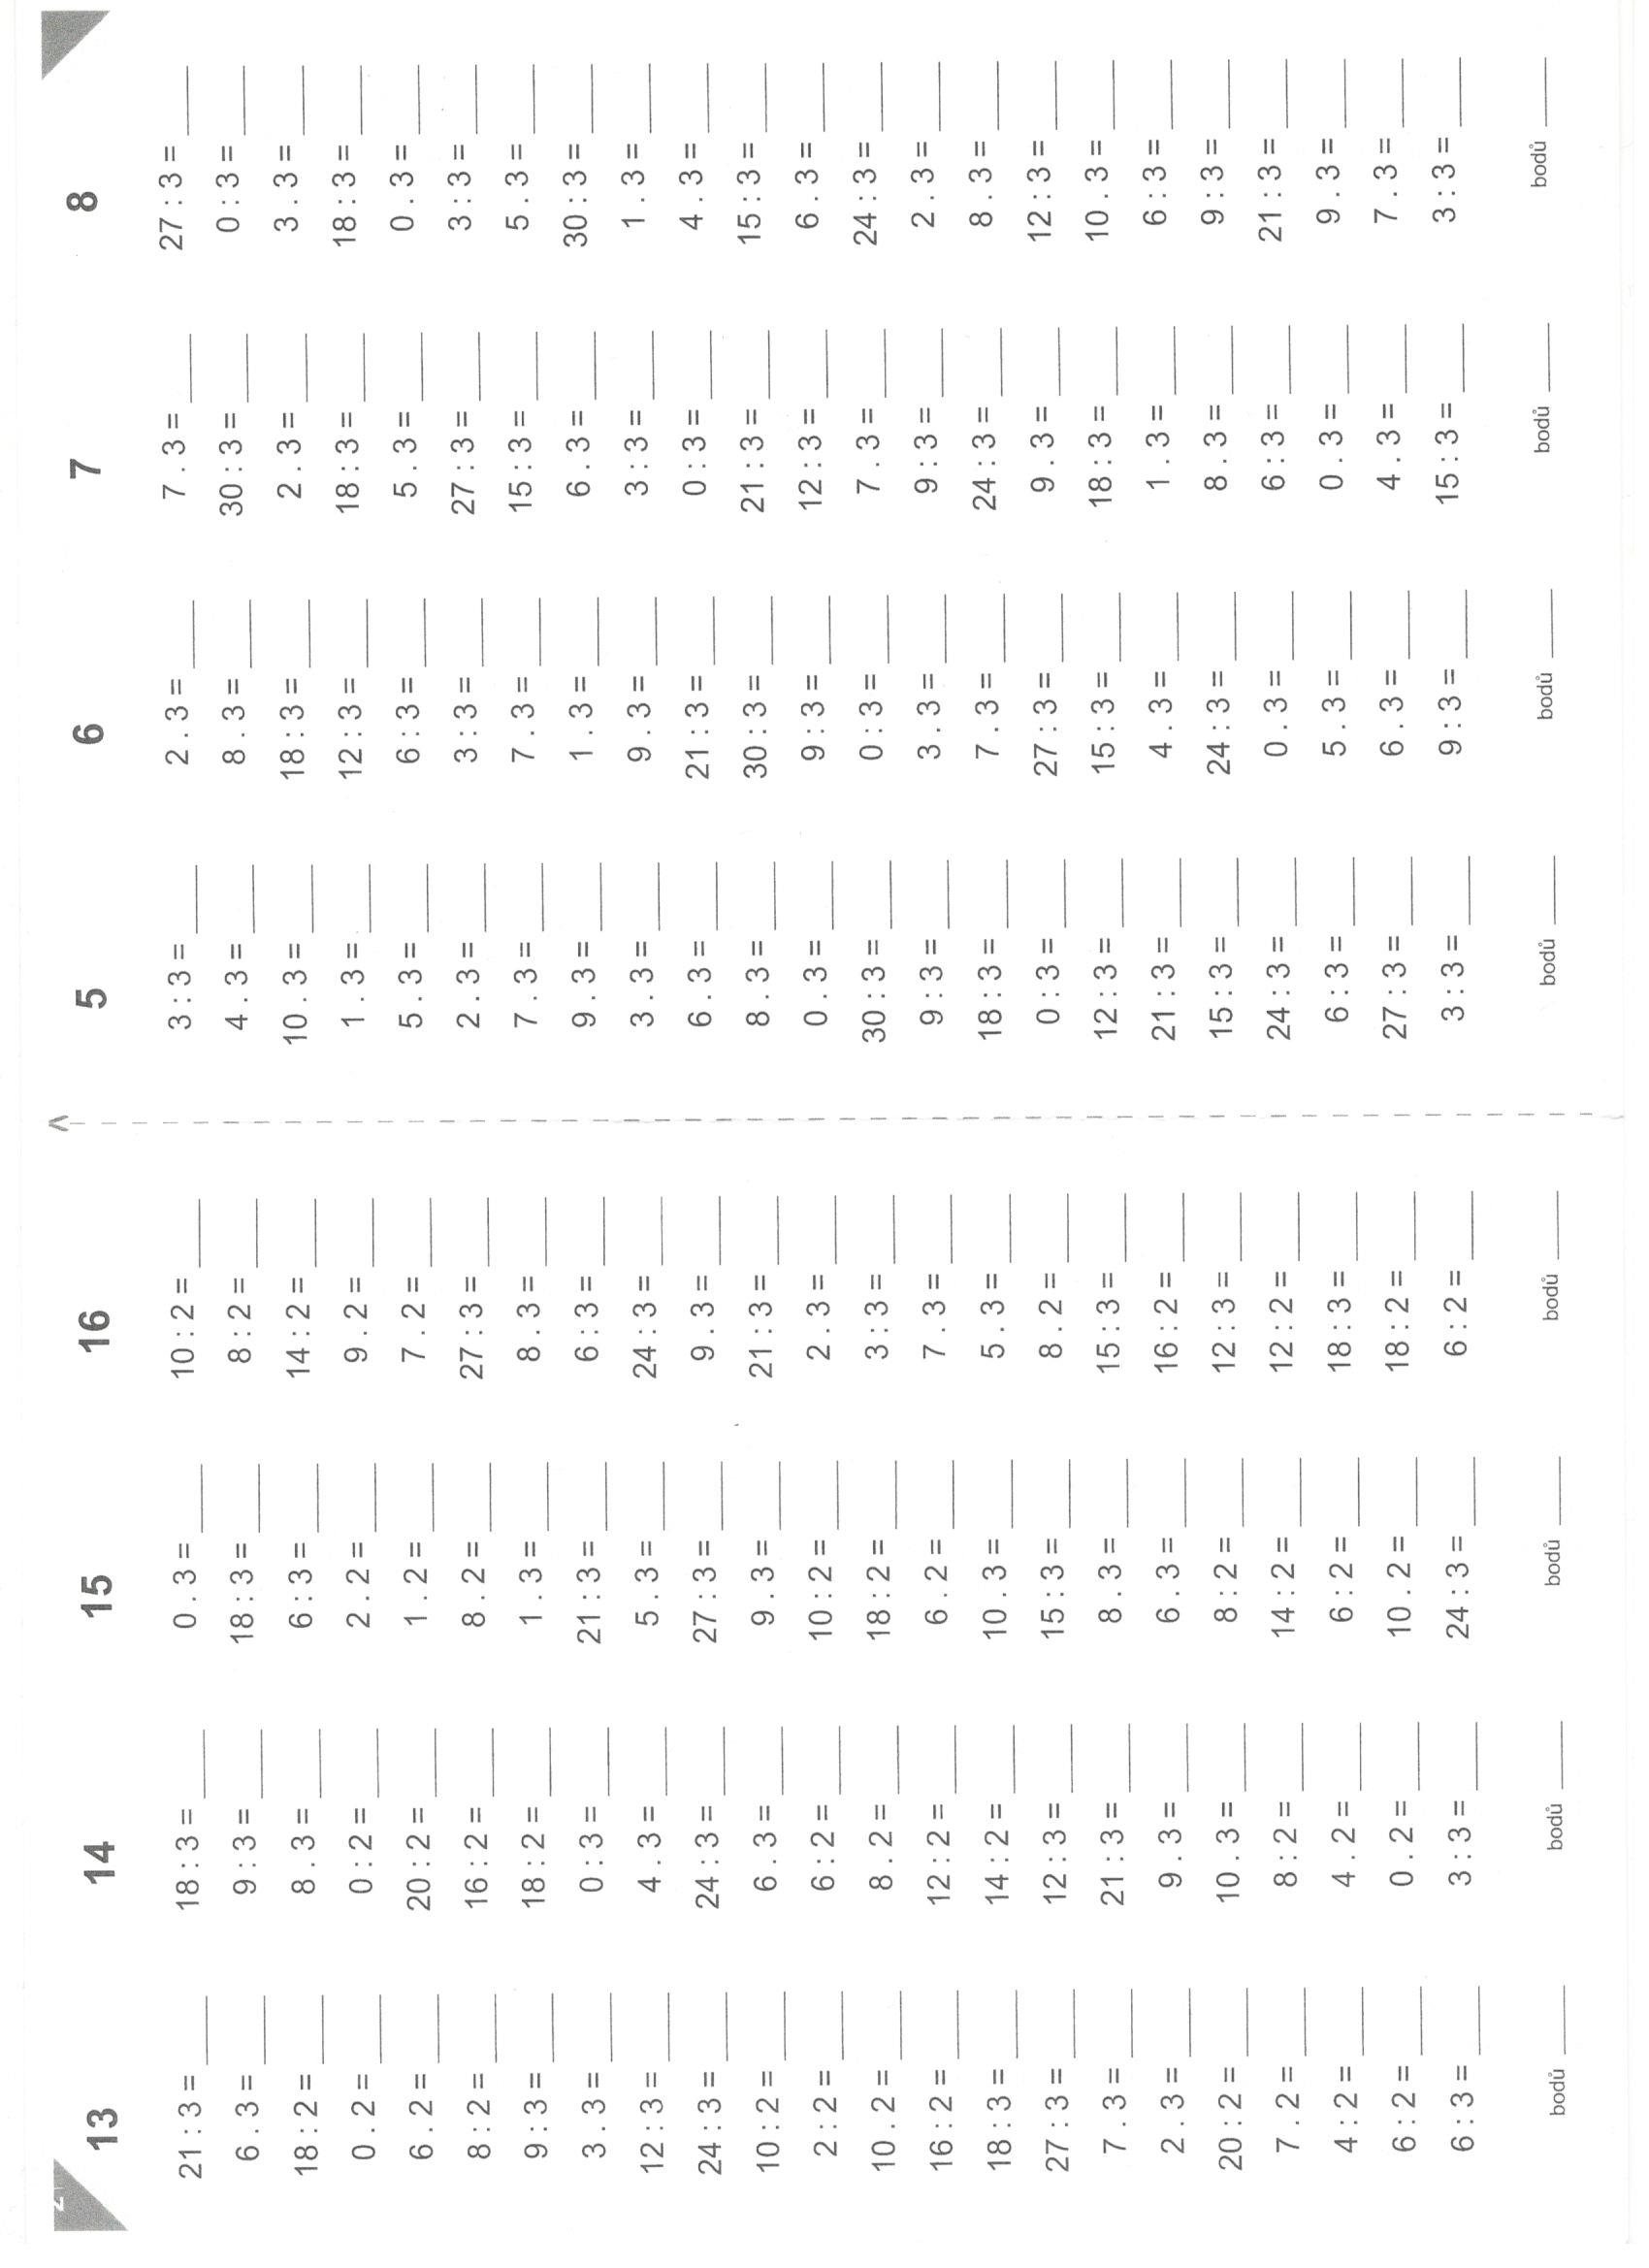 13
21 : 3 =
6 . 3 =
18 : 2 =
0 . 2 =
6 . 2 =
8 : 2 =
9 : 3 =
3 . 3 =
12 : 3 =
24 : 3 =
10 : 2 =
2 : 2 =
10 . 2 =
16 : 2 =
18 : 3 =
27 : 3 =
7 . 3 =
2 . 3 =
20 : 2 =
7 . 2 =
4 : 2 =
6 : 2 =
6 : 3 =
bodů
14
18 : 3 =
9 : 3 =
8 . 3 =
0 : 2 =
20 : 2 =
16 : 2 =
18 : 2 =
0 : 3 =
4 . 3 =
24 : 3 =
6 . 3 =
6 : 2 =
8 . 2 =
12 : 2 =
14 : 2 =
12 : 3 =
21 : 3 =
9 . 3 =
10 . 3 =
8 : 2 =
4 . 2 =
0 . 2 =
3 : 3 =
bodů
15
0 . 3 =
18 : 3 =
6 : 3 =
2 . 2 =
1 . 2 =
8 . 2 =
1 . 3 =
21 : 3 =
5 . 3 =
27 : 3 =
9 . 3 =
10 : 2 =
18 : 2 =
6 . 2 =
10 . 3 =
15 : 3 =
8 . 3 =
6 . 3 =
8 : 2 =
14 : 2 =
6 : 2 =
10 . 2 =
24 : 3 =
bodů
16
10 : 2 =
8 : 2 =
14 : 2 =
9 . 2 =
7 . 2 =
27 : 3 =
8 . 3 =
6 : 3 =
24 : 3 =
9 . 3 =
21 : 3 =
2 . 3 =
3 : 3 =
7 . 3 =
5 . 3 =
8 . 2 =
15 : 3 =
16 : 2 =
12 : 3 =
12 : 2 =
18 : 3 =
18 : 2 =
6 : 2 =
bodů
5
3 : 3 =
4 . 3 =
10 . 3 =
1 . 3 =
5 . 3 =
2 . 3 =
7 . 3 =
9 . 3 =
3 . 3 =
6 . 3 =
8 . 3 =
0 . 3 =
30 : 3 =
9 : 3 =
18 : 3 =
0 : 3 =
12 : 3 =
21 : 3 =
15 : 3 =
24 : 3 =
6 : 3 =
27 : 3 =
3 : 3 =
bodů
6
2 . 3 =
8 . 3 =
18 : 3 =
12 : 3 =
6 : 3 =
3 : 3 =
7 . 3 =
1 . 3 =
9 . 3 =
21 : 3 =
30 : 3 =
9 : 3 =
0 : 3 =
3 . 3 =
7 . 3 =
27 : 3 =
15 : 3 =
4 . 3 =
24 : 3 =
0 . 3 =
5 . 3 =
6 . 3 =
9 : 3 =
bodů
7
7 . 3 =
30 : 3 =
2 . 3 =
18 : 3 =
5 . 3 =
27 : 3 =
15 : 3 =
6 . 3 =
3 : 3 =
0 : 3 =
21 : 3 =
12 : 3 =
7 . 3 =
9 : 3 =
24 : 3 =
9 . 3 =
18 : 3 =
1 . 3 =
8 . 3 =
6 : 3 =
0 . 3 =
4 . 3 =
15 : 3 =
bodů
8
27 : 3 =
0 : 3 =
3 . 3 =
18 : 3 =
0 . 3 =
3 : 3 =
5 . 3 =
30 : 3 =
1 . 3 =
4 . 3 =
15 : 3 =
6 . 3 =
24 : 3 =
2 . 3 =
8 . 3 =
12 : 3 =
10 . 3 =
6 : 3 =
9 : 3 =
21 : 3 =
9 . 3 =
7 . 3 =
3 : 3 =
bodů